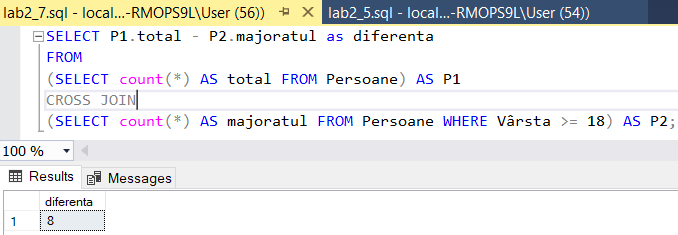 lab2_7.sql - local...-RMOPS9L\User (56)) lab2_5.sql - local...-RMOPS9L\User (54))
SELECT P1.total - P2.majoratul as diferenta
FROM
(SELECT count(*) AS total FROM Persoane) AS P1
CROSS JOIN
(SELECT count(*) AS majoratul FROM Persoane WHERE Vârsta >= 18) AS P2;
100 %
Results Messages
diferenta
1 8